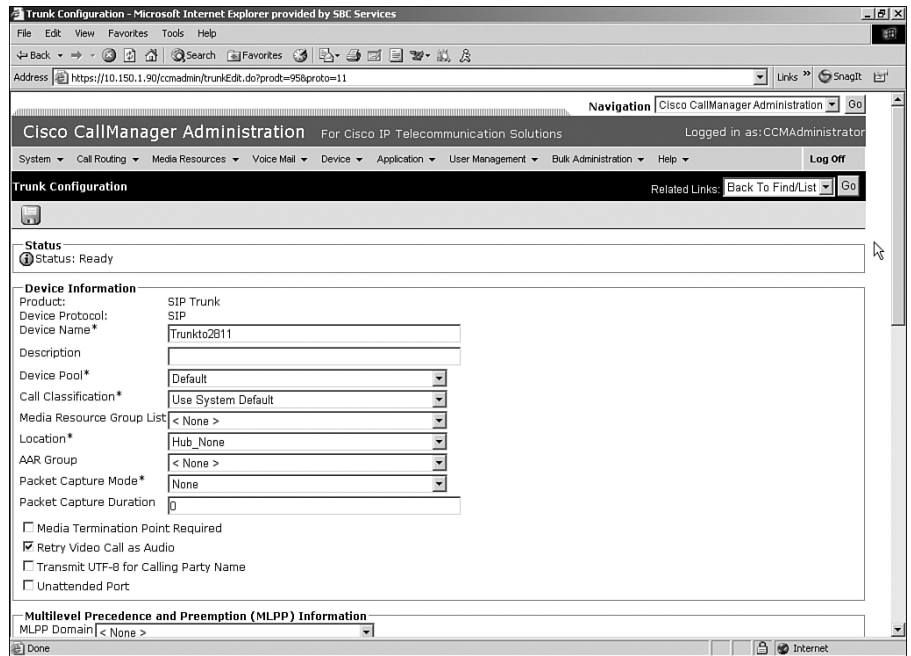 Trunk Configuration - Microsoft Internet Explorer provided by SBC Services
File Edit View Favorites Tools Help
Back Search Favorites
Address https://10.150.1.90/ccmadmin/trunkEdit.do?prodt=95&proto=11 Links » SnagIt
Navigation Cisco CallManager Administration Go
Cisco CallManager Administration For Cisco IP Telecommunication Solutions Logged in as:CCMAdministrator
System Call Routing Media Resources Voice Mail Device Application User Management Bulk Administration Help Log Off
Trunk Configuration Related Links: Back To Find/List Go
Status
Status: Ready
Device Information
Product: SIP Trunk
Device Protocol: SIP
Device Name* Trunkto2811
Description
Device Pool* Default
Call Classification* Use System Default
Media Resource Group List < None >
Location* Hub_None
AAR Group < None >
Packet Capture Mode* None
Packet Capture Duration 0
Media Termination Point Required
Retry Video Call as Audio
Transmit UTF-8 for Calling Party Name
Unattended Port
Multilevel Precedence and Preemption (MLPP) Information
MLPP Domain < None >
Done Internet